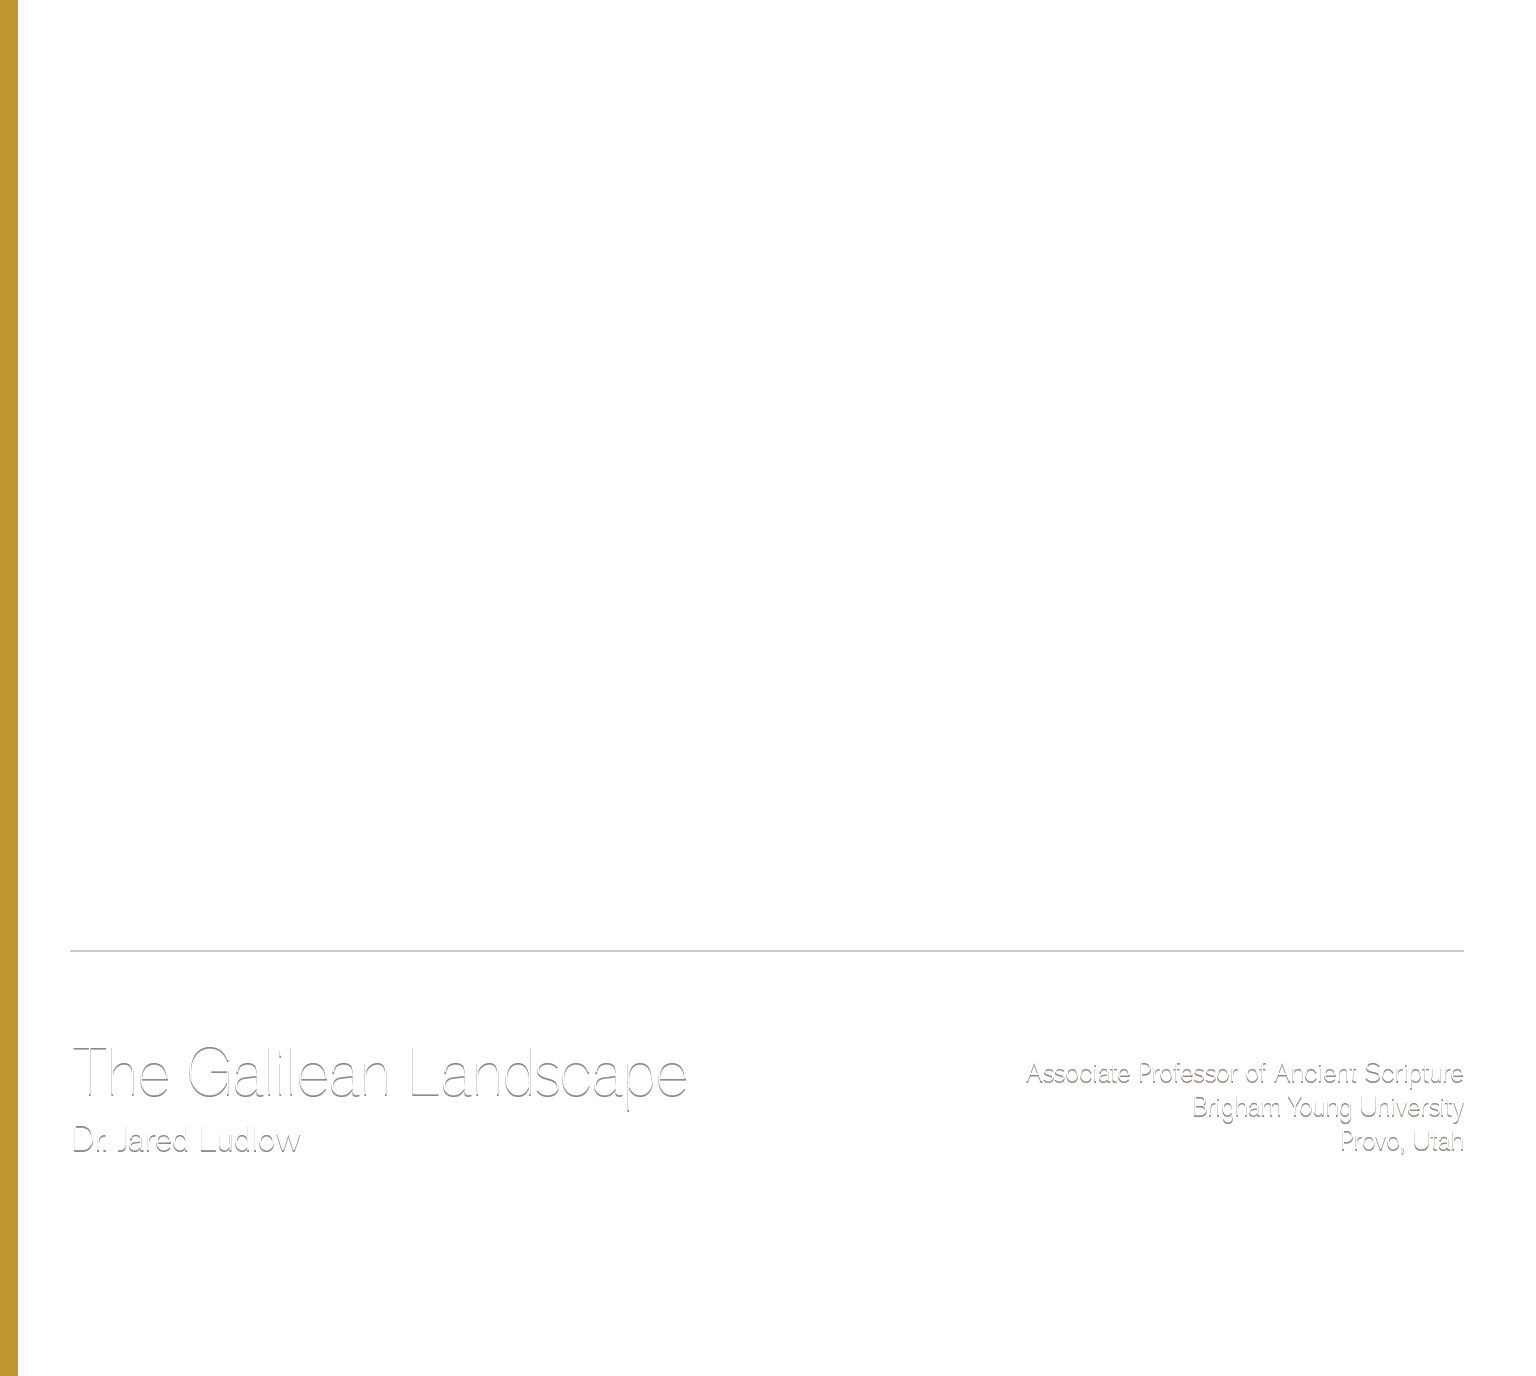 The Galilean Landscape
Dr. Jared Ludlow
Associate Professor of Ancient Scripture
Brigham Young University
Provo, Utah